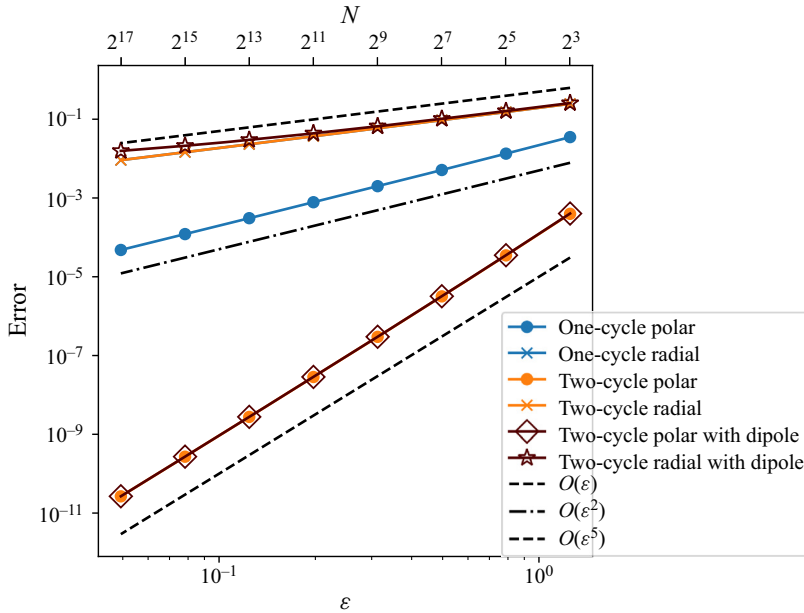 N
2^17 2^15 2^13 2^11 2^9 2^7 2^5 2^3
10^−1
10^−3
10^−5
10^−7
10^−9
10^−11
Error
One-cycle polar
One-cycle radial
Two-cycle polar
Two-cycle radial
Two-cycle polar with dipole
Two-cycle radial with dipole
O(ε)
O(ε^2)
O(ε^5)
10^−1 10^0
ε